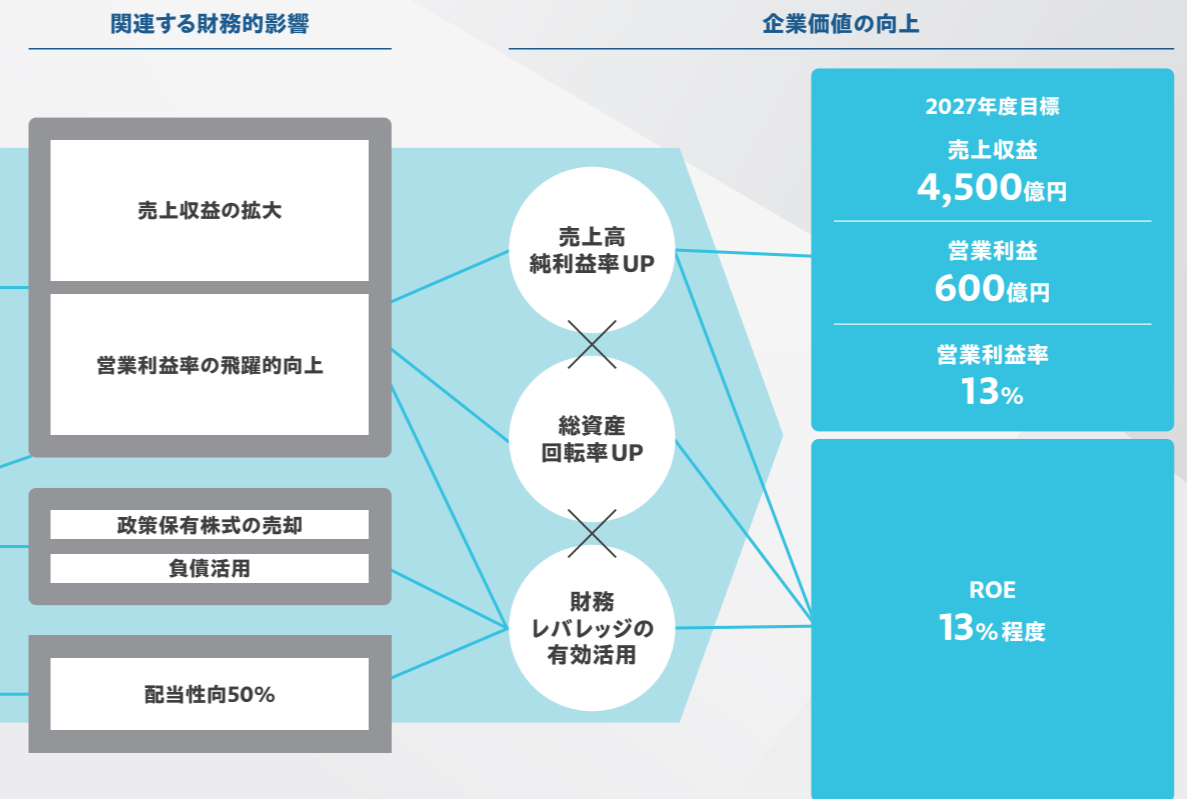 関連する財務的影響
企業価値の向上
売上収益の拡大
営業利益率の飛躍的向上
政策保有株式の売却
負債活用
配当性向50%
売上高
純利益率UP
総資産
回転率UP
財務
レバレッジの
有効活用
2027年度目標
売上収益
4,500億円
営業利益
600億円
営業利益率
13%
ROE
13%程度